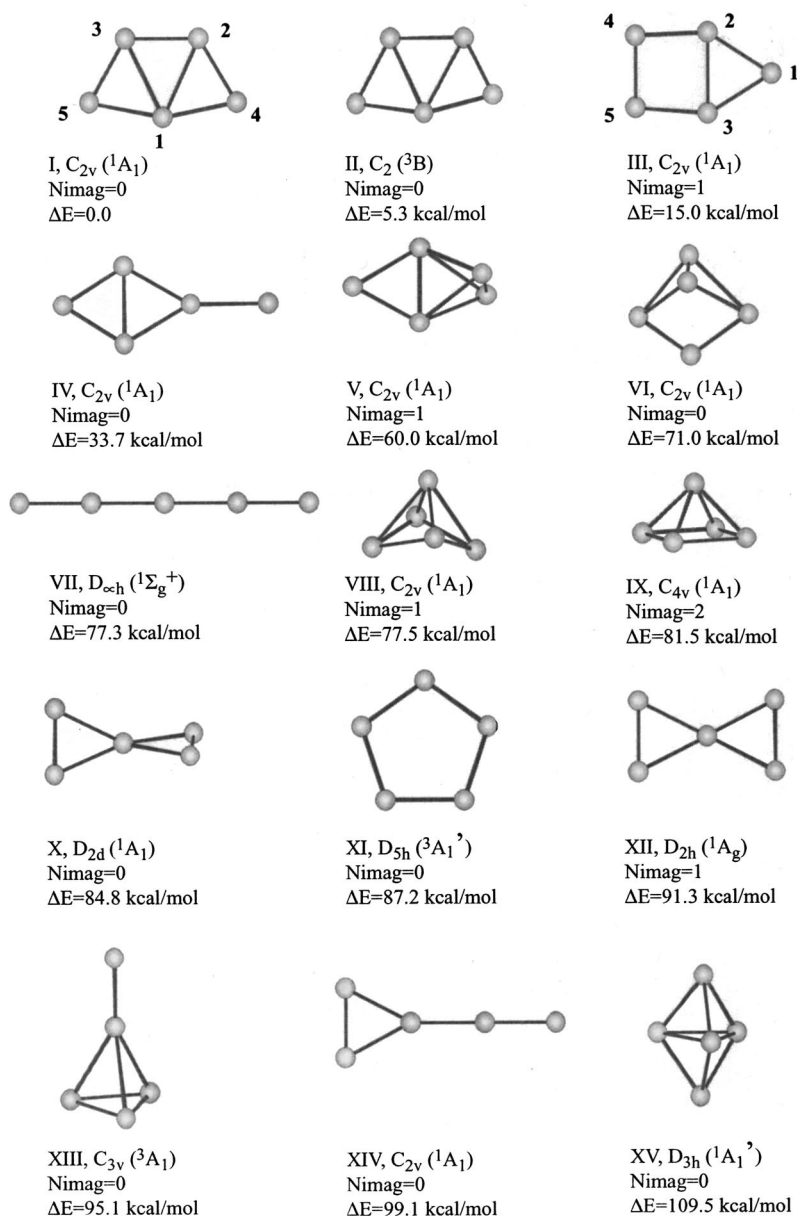 3 2
5 4
1
I, C2v (¹A₁)
Nimag=0
ΔE=0.0
II, C₂ (³B)
Nimag=0
ΔE=5.3 kcal/mol
4 2
1
5 3
III, C2v (¹A₁)
Nimag=1
ΔE=15.0 kcal/mol
IV, C2v (¹A₁)
Nimag=0
ΔE=33.7 kcal/mol
V, C2v (¹A₁)
Nimag=1
ΔE=60.0 kcal/mol
VI, C2v (¹A₁)
Nimag=0
ΔE=71.0 kcal/mol
VII, D∝h (¹Σg⁺)
Nimag=0
ΔE=77.3 kcal/mol
VIII, C2v (¹A₁)
Nimag=1
ΔE=77.5 kcal/mol
IX, C4v (¹A₁)
Nimag=2
ΔE=81.5 kcal/mol
X, D2d (¹A₁)
Nimag=0
ΔE=84.8 kcal/mol
XI, D5h (³A₁’)
Nimag=0
ΔE=87.2 kcal/mol
XII, D2h (¹Ag)
Nimag=1
ΔE=91.3 kcal/mol
XIII, C3v (³A₁)
Nimag=0
ΔE=95.1 kcal/mol
XIV, C2v (¹A₁)
Nimag=0
ΔE=99.1 kcal/mol
XV, D3h (¹A₁’)
Nimag=0
ΔE=109.5 kcal/mol